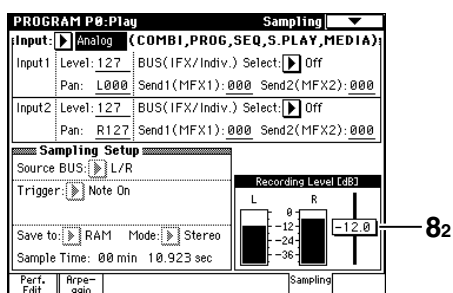 PROGRAM P0:Play Sampling
Input: Analog (COMBI,PROG,SEQ,S.PLAY,MEDIA)
Input1 Level: 127 BUS(IFX/Indiv.) Select: Off
Pan: L000 Send1(MFX1): 000 Send2(MFX2): 000
Input2 Level: 127 BUS(IFX/Indiv.) Select: Off
Pan: R127 Send1(MFX1): 000 Send2(MFX2): 000
Sampling Setup
Source BUS: L/R
Trigger: Note On
Save to: RAM Mode: Stereo
Sample Time: 00 min 10.923 sec
Recording Level [dB]
L R
0
-12
-24
-36
-12.0
82
Perf. Edit
Arpe-ggio
Sampling